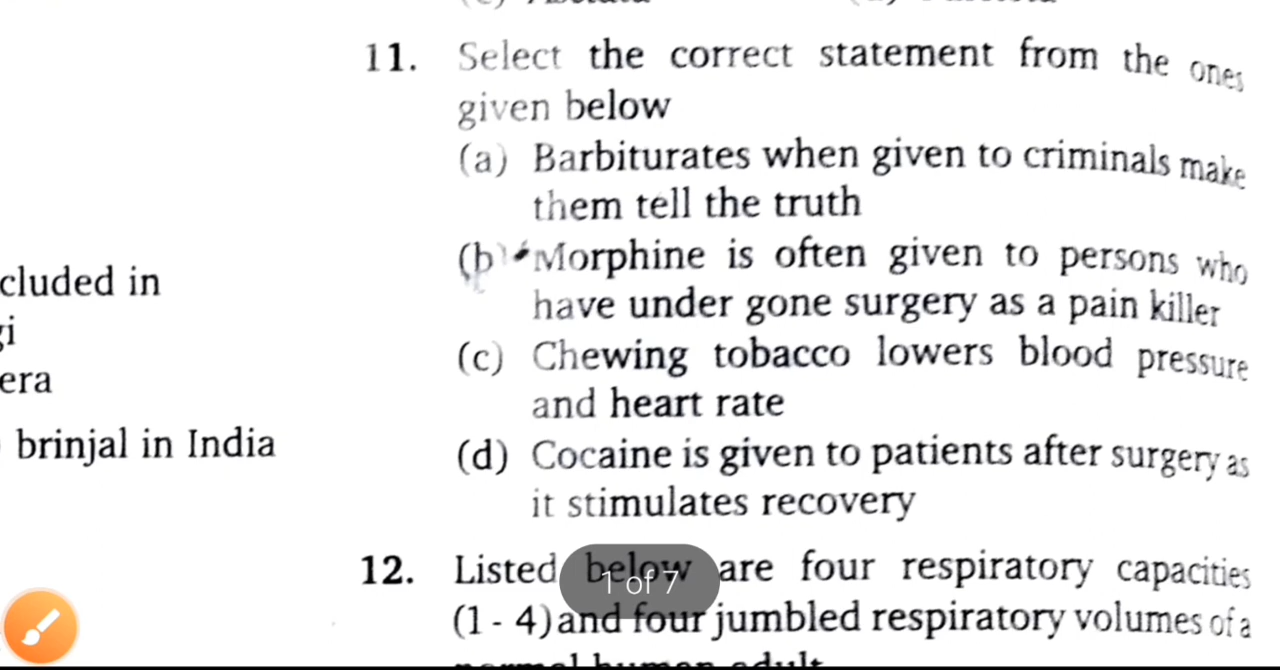 11. Select the correct statement from the ones
given below
(a) Barbiturates when given to criminals make
them tell the truth
(b) Morphine is often given to persons who
have under gone surgery as a pain killer
(c) Chewing tobacco lowers blood pressure
and heart rate
(d) Cocaine is given to patients after surgery as
it stimulates recovery
12. Listed below are four respiratory capacities
(1 - 4) and four jumbled respiratory volumes of a
normal human adult
cluded in
gi
era
brinjal in India
1 of 7